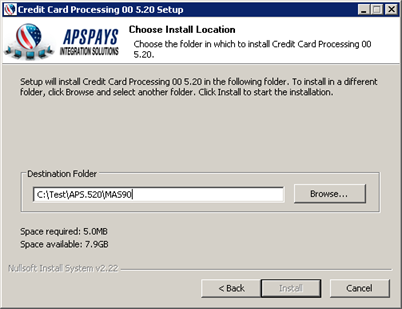 Credit Card Processing 00 5.20 Setup
APSPAYS
INTEGRATION SOLUTIONS
Choose Install Location
Choose the folder in which to install Credit Card Processing 00
5.20.
Setup will install Credit Card Processing 00 5.20 in the following folder. To install in a different
folder, click Browse and select another folder. Click Install to start the installation.
Destination Folder
C:\Test\APS.520\MAS90
Browse...
Space required: 5.0MB
Space available: 7.9GB
Nullsoft Install System v2.22
< Back
Install
Cancel